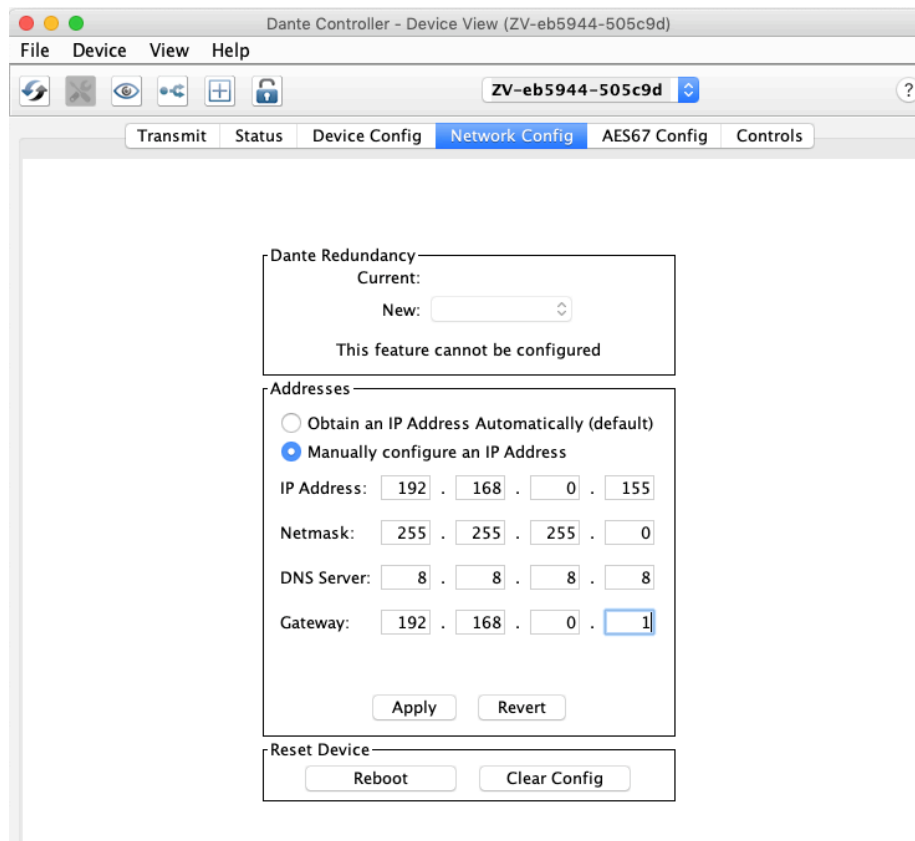 Dante Controller - Device View (ZV-eb5944-505c9d)
File Device View Help
ZV-eb5944-505c9d ?
Transmit Status Device Config Network Config AES67 Config Controls
Dante Redundancy
Current:
New:
This feature cannot be configured
Addresses
Obtain an IP Address Automatically (default)
Manually configure an IP Address
IP Address: 192 . 168 . 0 . 155
Netmask: 255 . 255 . 255 . 0
DNS Server: 8 . 8 . 8 . 8
Gateway: 192 . 168 . 0 . 1
Apply Revert
Reset Device
Reboot Clear Config